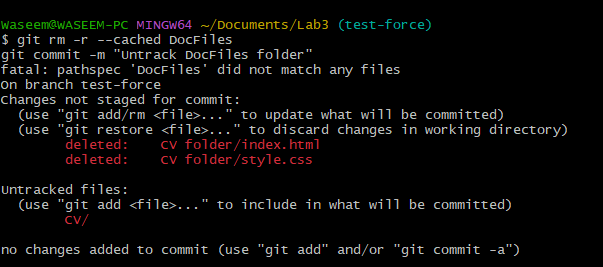 Waseem@WASEEM-PC MINGW64 ~/Documents/Lab3 (test-force)
$ git rm -r --cached DocFiles
git commit -m "Untrack DocFiles folder"
fatal: pathspec 'DocFiles' did not match any files
On branch test-force
Changes not staged for commit:
  (use "git add/rm <file>..." to update what will be committed)
  (use "git restore <file>..." to discard changes in working directory)
        deleted:    CV folder/index.html
        deleted:    CV folder/style.css

Untracked files:
  (use "git add <file>..." to include in what will be committed)
        CV/

no changes added to commit (use "git add" and/or "git commit -a")